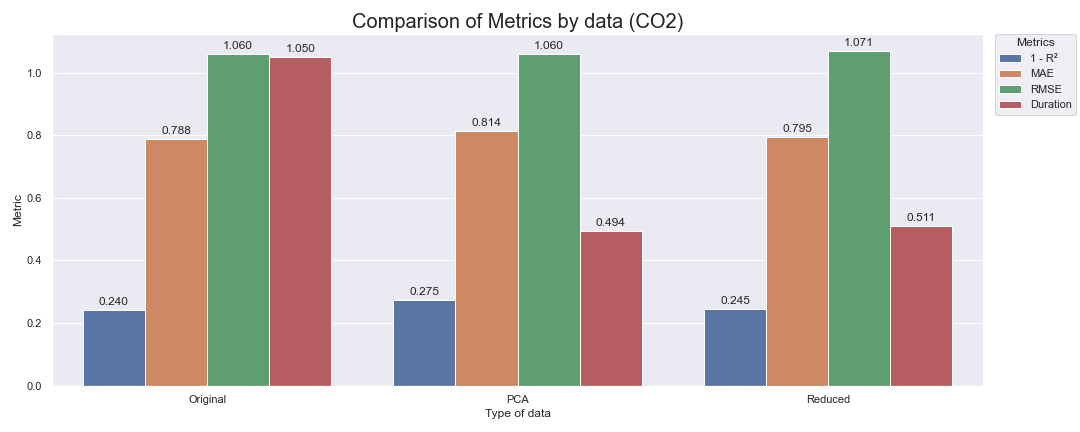 Comparison of Metrics by data (CO2)
Metrics
1 - R²
MAE
RMSE
Duration
Metric
1.0
0.8
0.6
0.4
0.2
0.0
0.240
0.788
1.060
1.050
0.275
0.814
1.060
0.494
0.245
0.795
1.071
0.511
Original
PCA
Reduced
Type of data